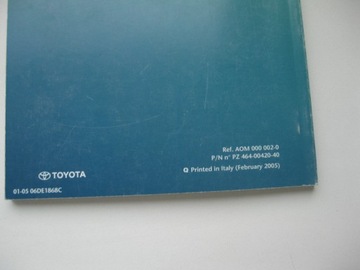 Ref. AOM 000 002-0
P/N n° PZ 464-00420-40
Q Printed in Italy (February 2005)
TOYOTA
01-05 06DE1868C